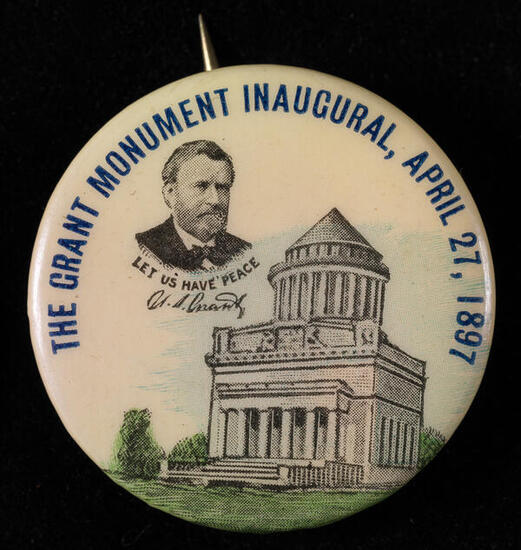 THE GRANT MONUMENT INAUGURAL, APRIL 27, 1897
LET US HAVE PEACE
U.S. Grant